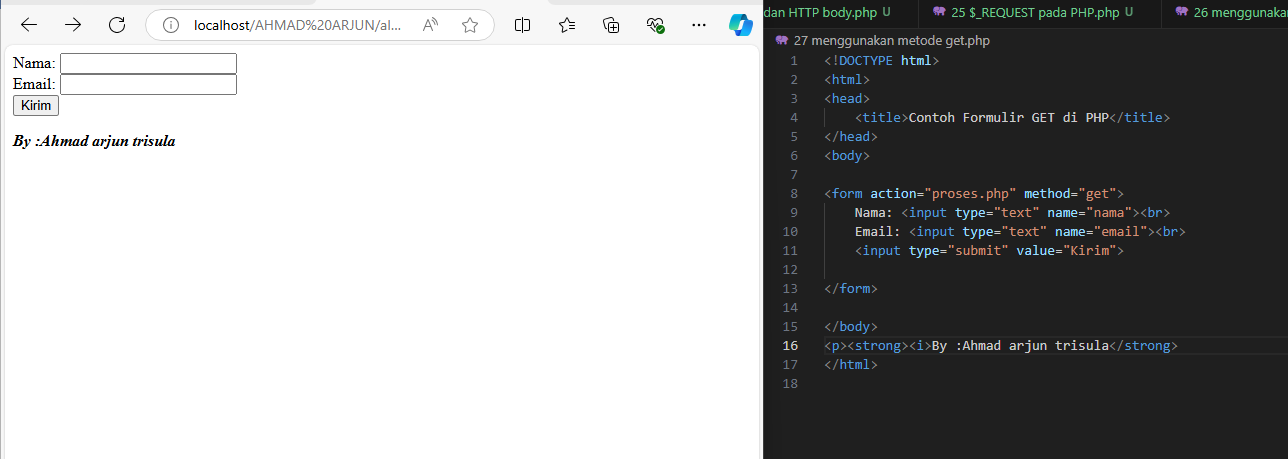 localhost/AHMAD%20ARJUN/al...
Nama:
Email:
Kirim
By :Ahmad arjun trisula
dan HTTP body.php U
25 $_REQUEST pada PHP.php U
26 menggunakan
27 menggunakan metode get.php
1 <!DOCTYPE html>
2 <html>
3 <head>
4 <title>Contoh Formulir GET di PHP</title>
5 </head>
6 <body>
7
8 <form action="proses.php" method="get">
9 Nama: <input type="text" name="nama"><br>
10 Email: <input type="text" name="email"><br>
11 <input type="submit" value="Kirim">
12
13 </form>
14
15 </body>
16 <p><strong><i>By :Ahmad arjun trisula</strong>
17 </html>
18